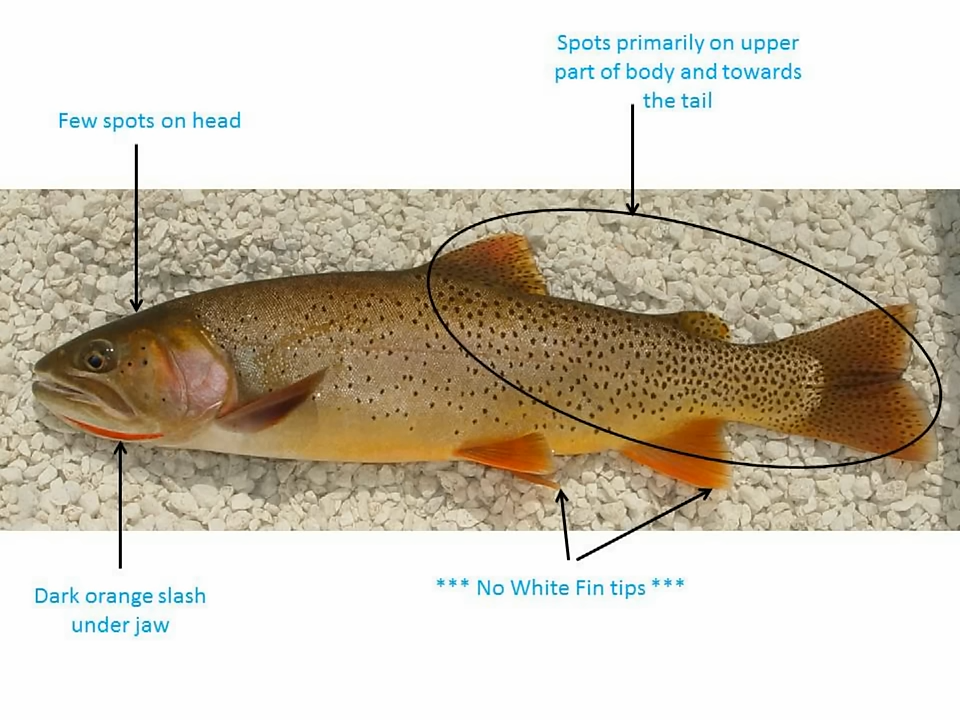 Spots primarily on upper
part of body and towards
the tail
Few spots on head
*** No White Fin tips ***
Dark orange slash
under jaw